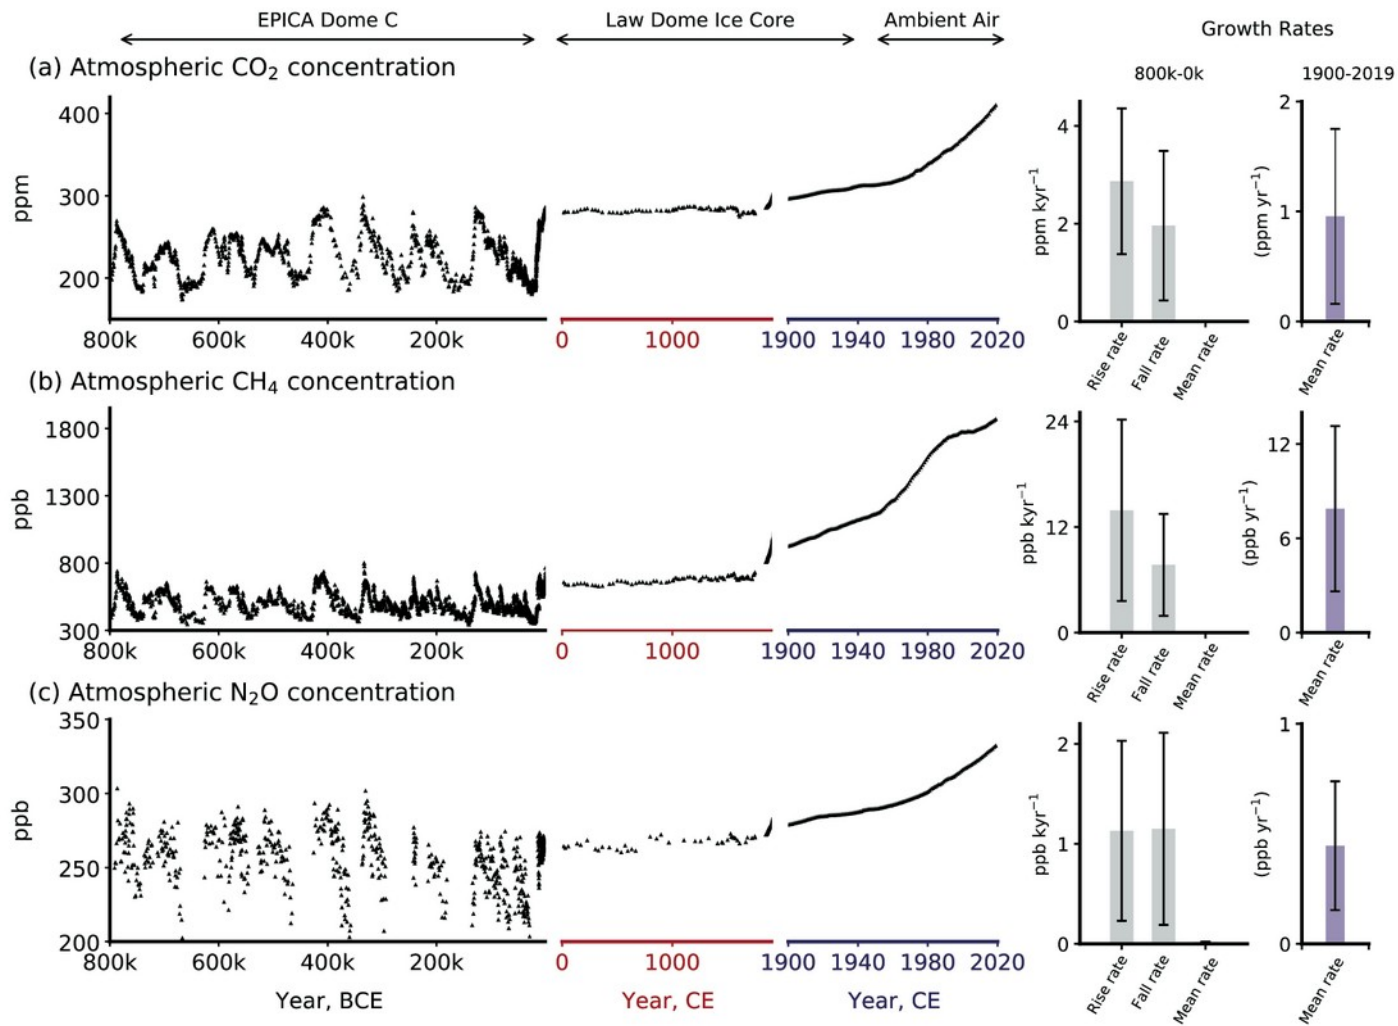 EPICA Dome C
Law Dome Ice Core
Ambient Air
Growth Rates
(a) Atmospheric CO₂ concentration
800k-0k
1900-2019
ppm
400
300
200
800k 600k 400k 200k
0 1000
1900 1940 1980 2020
ppm kyr⁻¹
4
2
0
Rise rate
Fall rate
Mean rate
(ppm yr⁻¹)
2
1
0
Mean rate
(b) Atmospheric CH₄ concentration
ppb
1800
1300
800
300
800k 600k 400k 200k
0 1000
1900 1940 1980 2020
ppb kyr⁻¹
24
12
0
Rise rate
Fall rate
Mean rate
(ppb yr⁻¹)
12
6
0
Mean rate
(c) Atmospheric N₂O concentration
ppb
350
300
250
200
800k 600k 400k 200k
0 1000
1900 1940 1980 2020
Year, BCE
Year, CE
Year, CE
ppb kyr⁻¹
2
1
0
Rise rate
Fall rate
Mean rate
(ppb yr⁻¹)
1
0
Mean rate